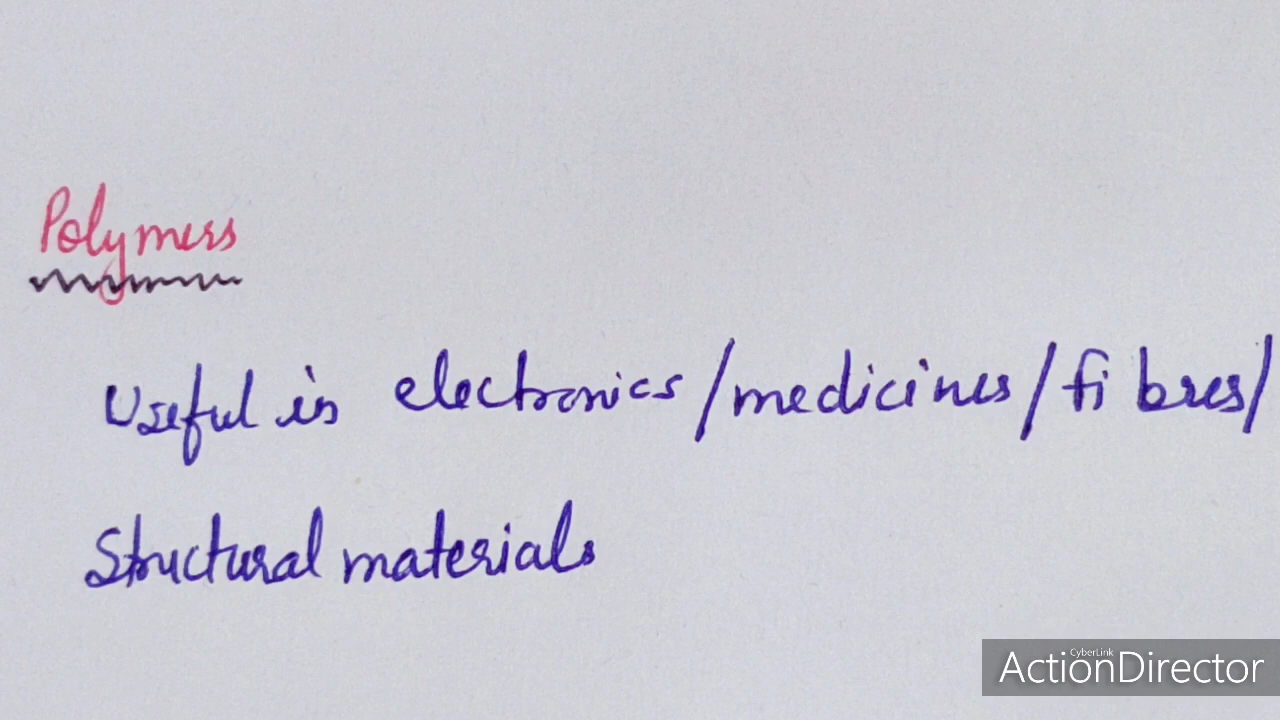 Polymers
Useful in electronics/medicines/fibres/
Structural materials
CyberLink
ActionDirector